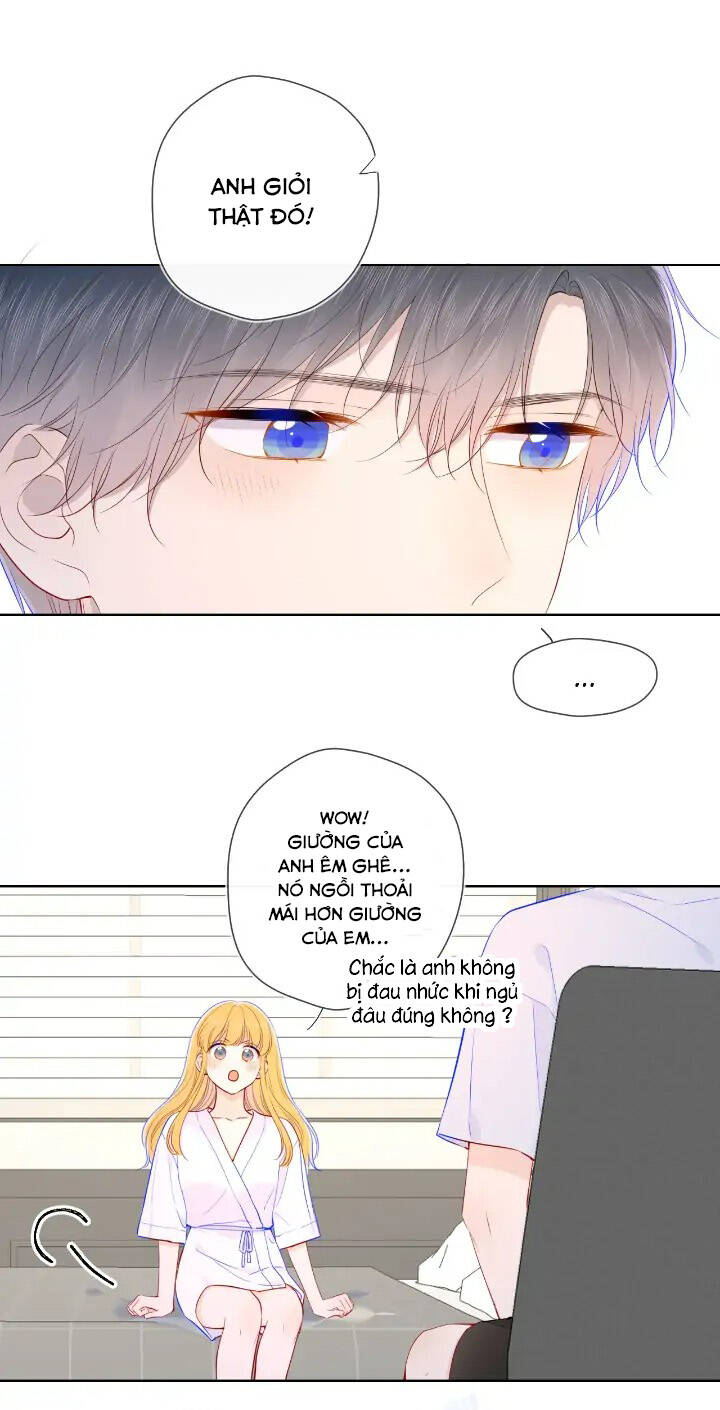 ANH GIỎI
THẬT ĐÓ!
...
WOW!
GIƯỜNG CỦA
ANH ÊM GHÊ...
NÓ NGỒI THOẢI
MÁI HƠN GIƯỜNG
CỦA EM...
Chắc là anh không
bị đau nhức khi ngủ
đâu đúng không ?